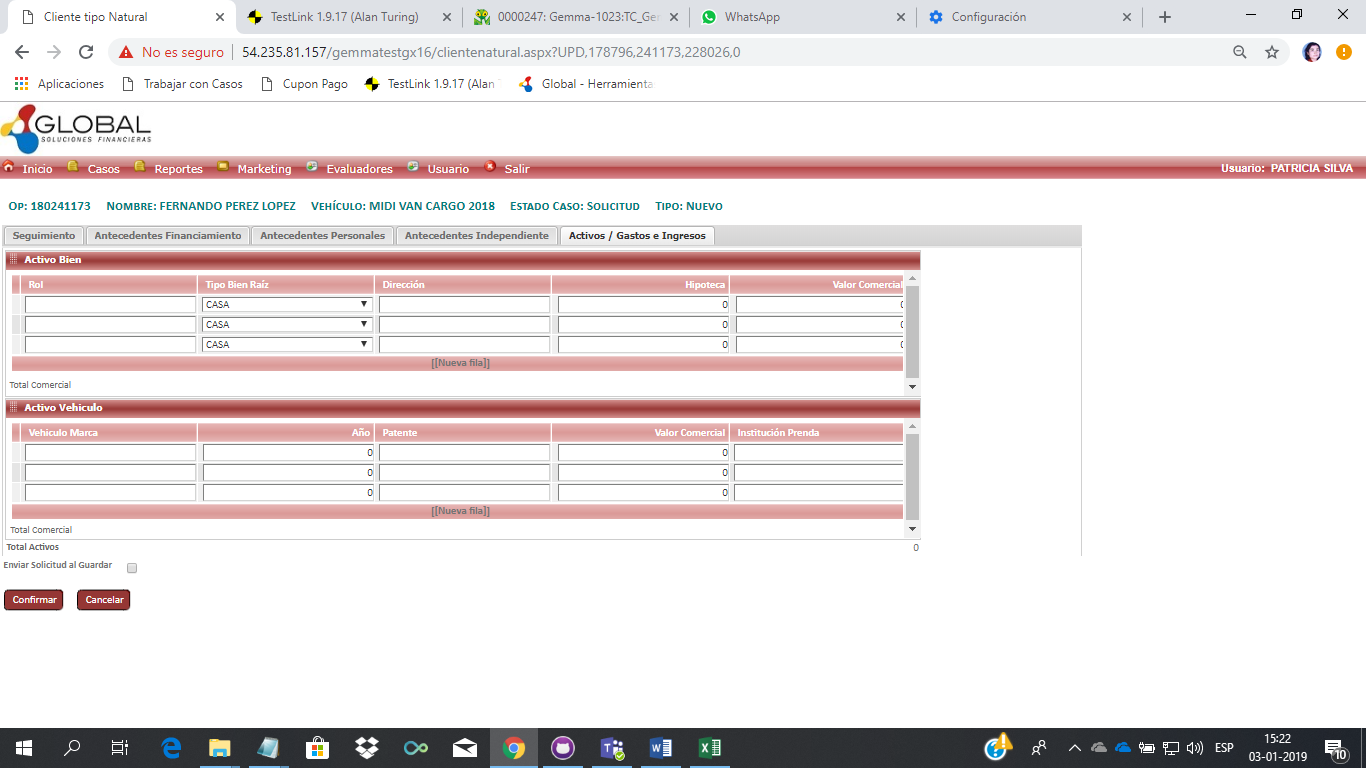 Cliente tipo Natural
TestLink 1.9.17 (Alan Turing)
0000247: Gemma-1023:TC_Ger
WhatsApp
Configuración
No es seguro 54.235.81.157/gemmatestgx16/clientenatural.aspx?UPD,178796,241173,228026,0
Aplicaciones Trabajar con Casos Cupon Pago TestLink 1.9.17 (Alan Global - Herramienta
GLOBAL
SOLUCIONES FINANCIERAS
Inicio Casos Reportes Marketing Evaluadores Usuario Salir Usuario: PATRICIA SILVA
Op: 180241173 Nombre: FERNANDO PEREZ LOPEZ Vehículo: MIDI VAN CARGO 2018 Estado Caso: Solicitud Tipo: Nuevo
Seguimiento Antecedentes Financiamiento Antecedentes Personales Antecedentes Independiente Activos / Gastos e Ingresos
Activo Bien
Rol Tipo Bien Raíz Dirección Hipoteca Valor Comercial
CASA 0 0
CASA 0 0
CASA 0 0
[[Nueva fila]]
Total Comercial
Activo Vehiculo
Vehiculo Marca Año Patente Valor Comercial Institución Prenda
0 0
0 0
0 0
[[Nueva fila]]
Total Comercial
Total Activos 0
Enviar Solicitud al Guardar
Confirmar Cancelar
ESP
15:22
03-01-2019
10